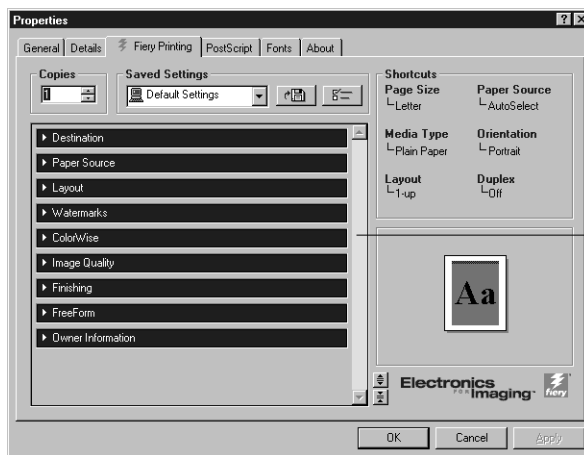 Properties
General Details Fiery Printing PostScript Fonts About
Copies
1
Saved Settings
Default Settings
Destination
Paper Source
Layout
Watermarks
ColorWise
Image Quality
Finishing
FreeForm
Owner Information
Shortcuts
Page Size Paper Source
Letter AutoSelect
Media Type Orientation
Plain Paper Portrait
Layout Duplex
1-up Off
Aa
Electronics
FOR Imaging
fiery
OK Cancel Apply